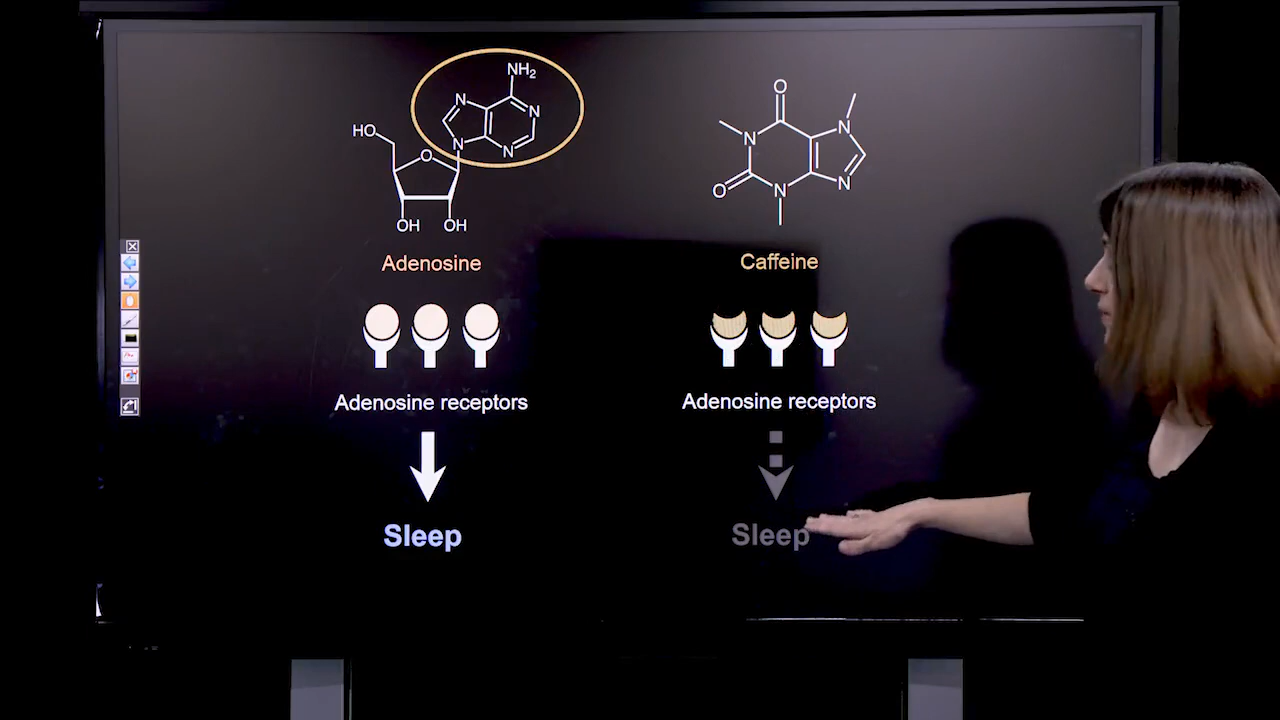 NH₂
N
N
N
N
HO
O
OH OH
Adenosine
O
N
N
O
N
N
Caffeine
Adenosine receptors
Adenosine receptors
Sleep
Sleep